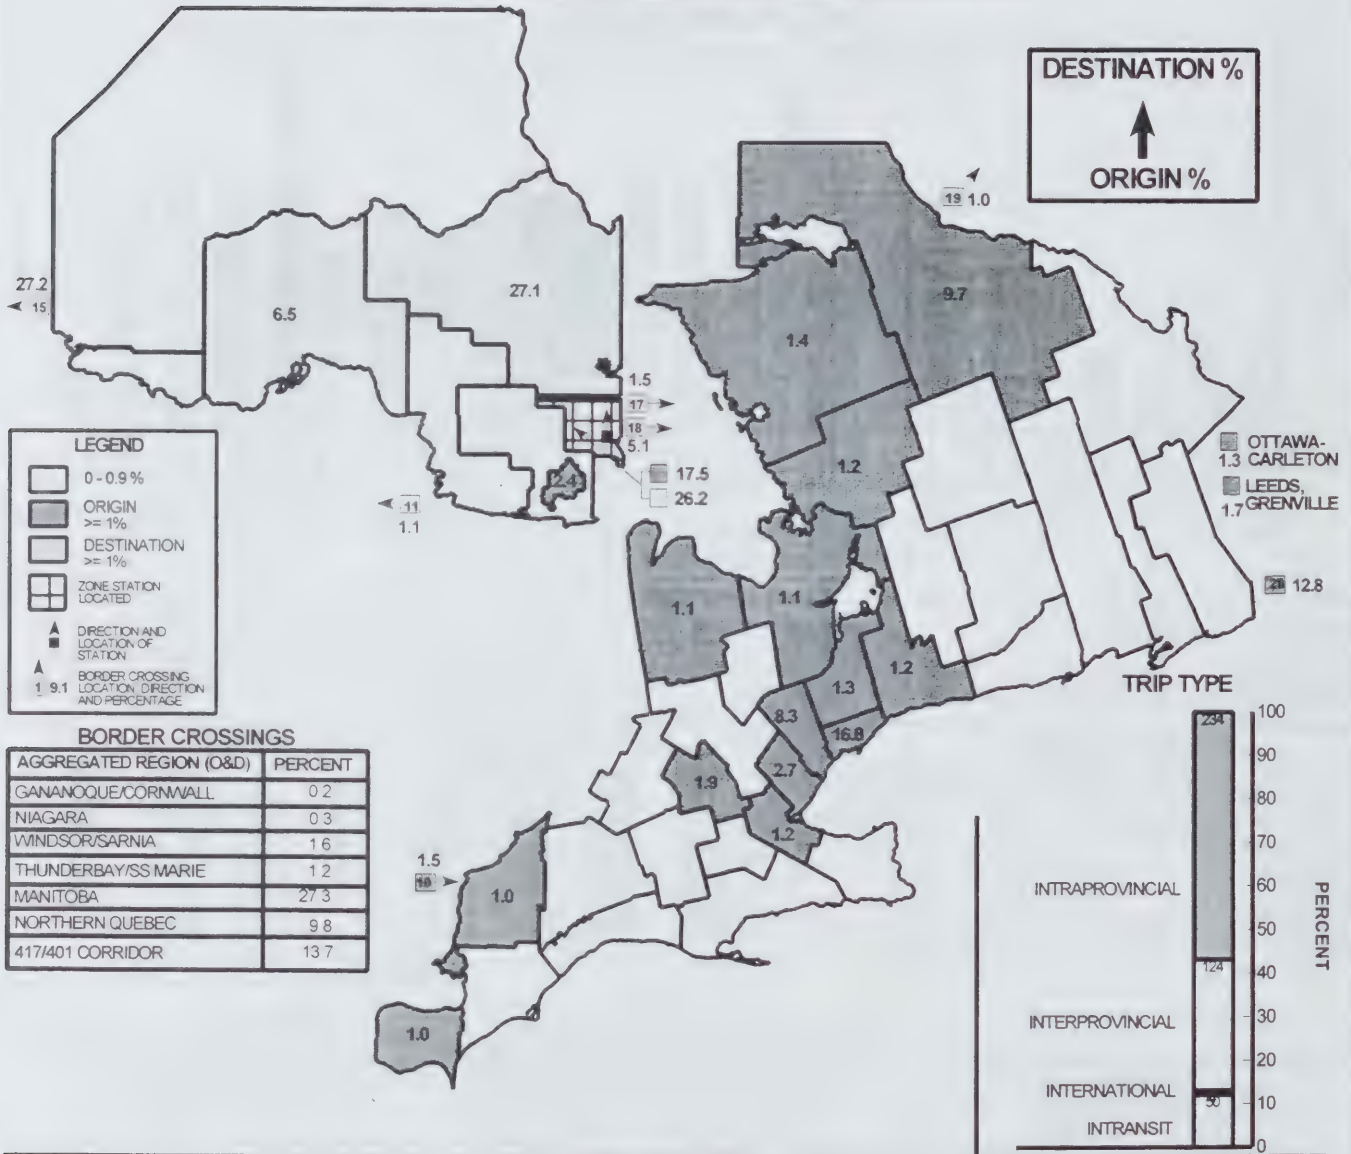 DESTINATION %
ORIGIN %
19 1.0
27.2
15
6.5
27.1
9.7
1.4
1.5
17
18
5.1
17.5
26.2
2.4
11
1.1
1.2
OTTAWA-
1.3 CARLETON
LEEDS,
1.7 GRENVILLE
12.8
LEGEND
0 - 0.9 %
ORIGIN
>= 1%
DESTINATION
>= 1%
ZONE STATION
LOCATED
DIRECTION AND
LOCATION OF
STATION
1 9.1
BORDER CROSSING
LOCATION, DIRECTION
AND PERCENTAGE
1.1
1.1
1.3
1.2
8.3
16.8
2.7
1.9
1.2
1.5
10
1.0
1.0
BORDER CROSSINGS
AGGREGATED REGION (O&D) PERCENT
GANANOQUE/CORNWALL 0 2
NIAGARA 0 3
WINDSOR/SARNIA 1 6
THUNDERBAY/SS MARIE 1 2
MANITOBA 27 3
NORTHERN QUEBEC 9 8
417/401 CORRIDOR 13 7
TRIP TYPE
234
124
50
100
90
80
70
60
50
40
30
20
10
0
PERCENT
INTRAPROVINCIAL
INTERPROVINCIAL
INTERNATIONAL
INTRANSIT